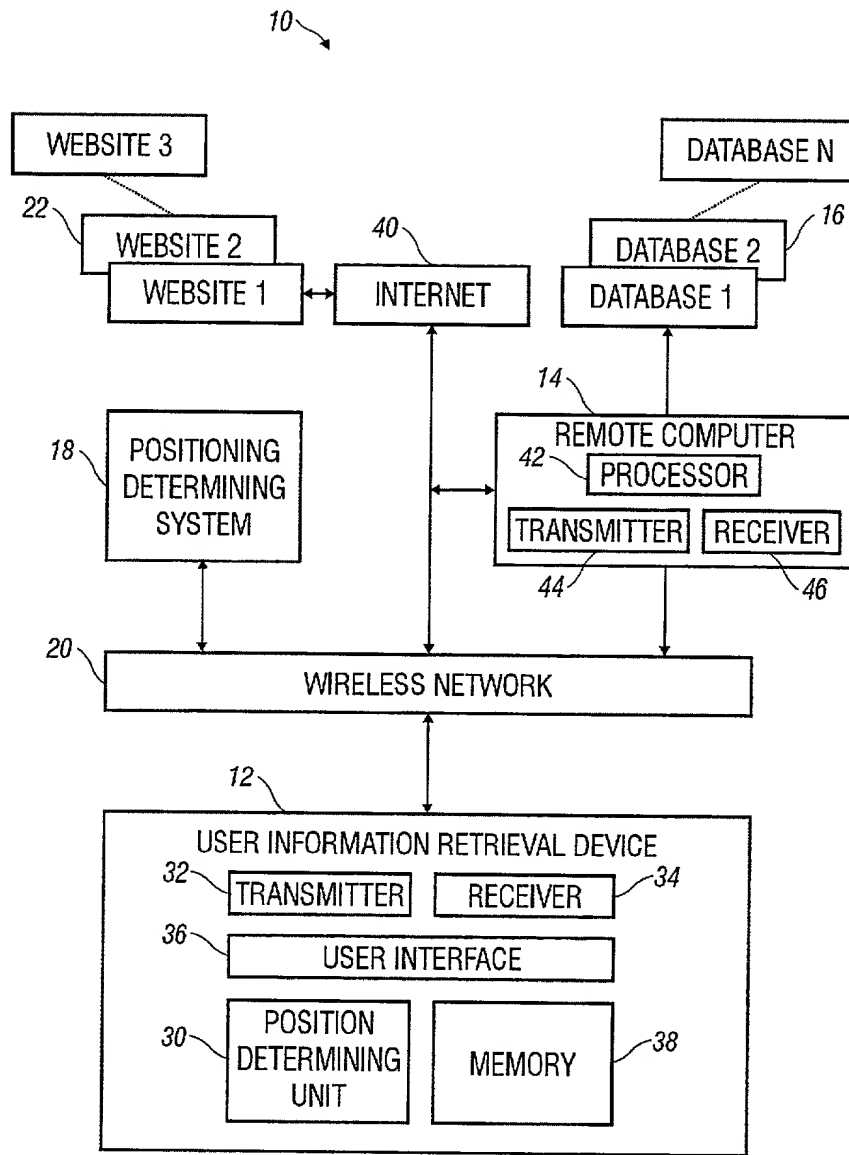 10
WEBSITE 3
DATABASE N
22
WEBSITE 2
40
DATABASE 2
16
WEBSITE 1
INTERNET
DATABASE 1
14
18
POSITIONING
DETERMINING
SYSTEM
REMOTE COMPUTER
42
PROCESSOR
TRANSMITTER
RECEIVER
44
46
20
WIRELESS NETWORK
12
USER INFORMATION RETRIEVAL DEVICE
32
TRANSMITTER
RECEIVER
34
36
USER INTERFACE
30
POSITION
DETERMINING
UNIT
MEMORY
38